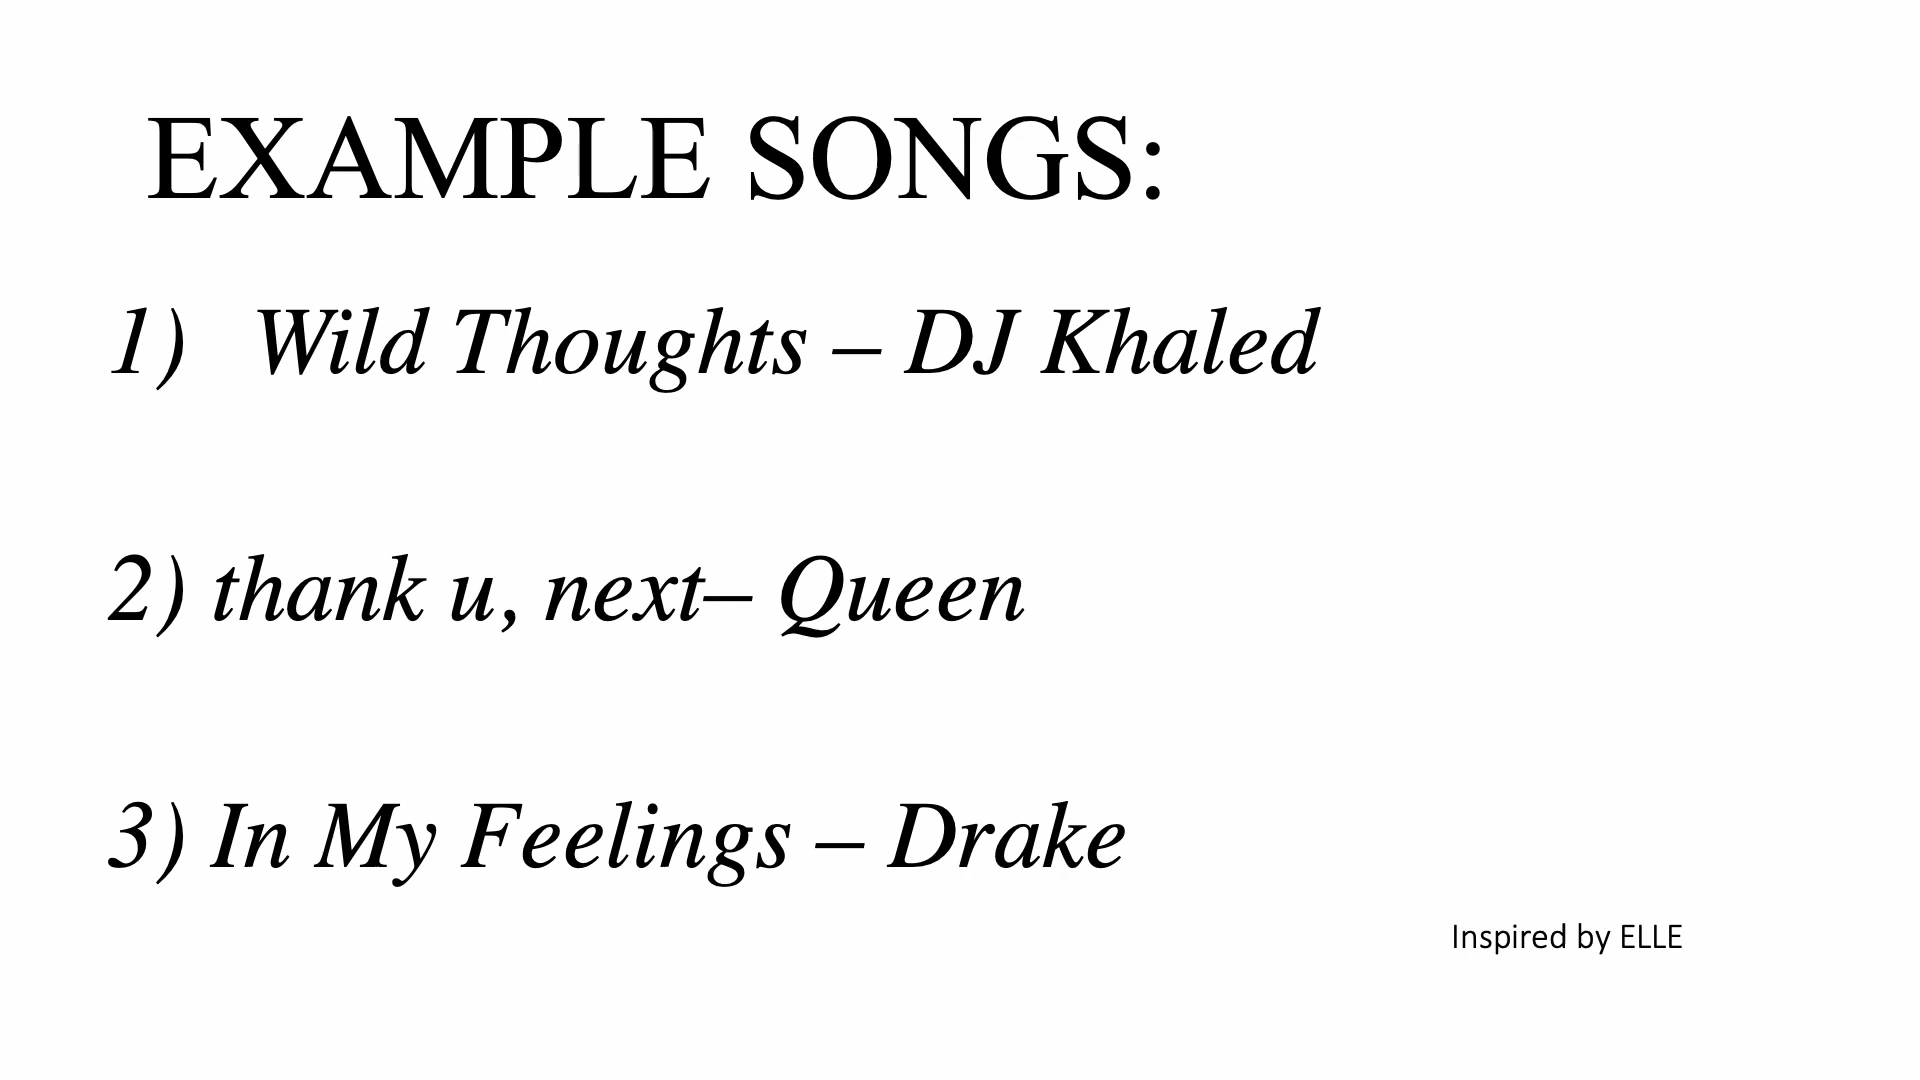 EXAMPLE SONGS:
1) Wild Thoughts – DJ Khaled
2) thank u, next– Queen
3) In My Feelings – Drake
Inspired by ELLE